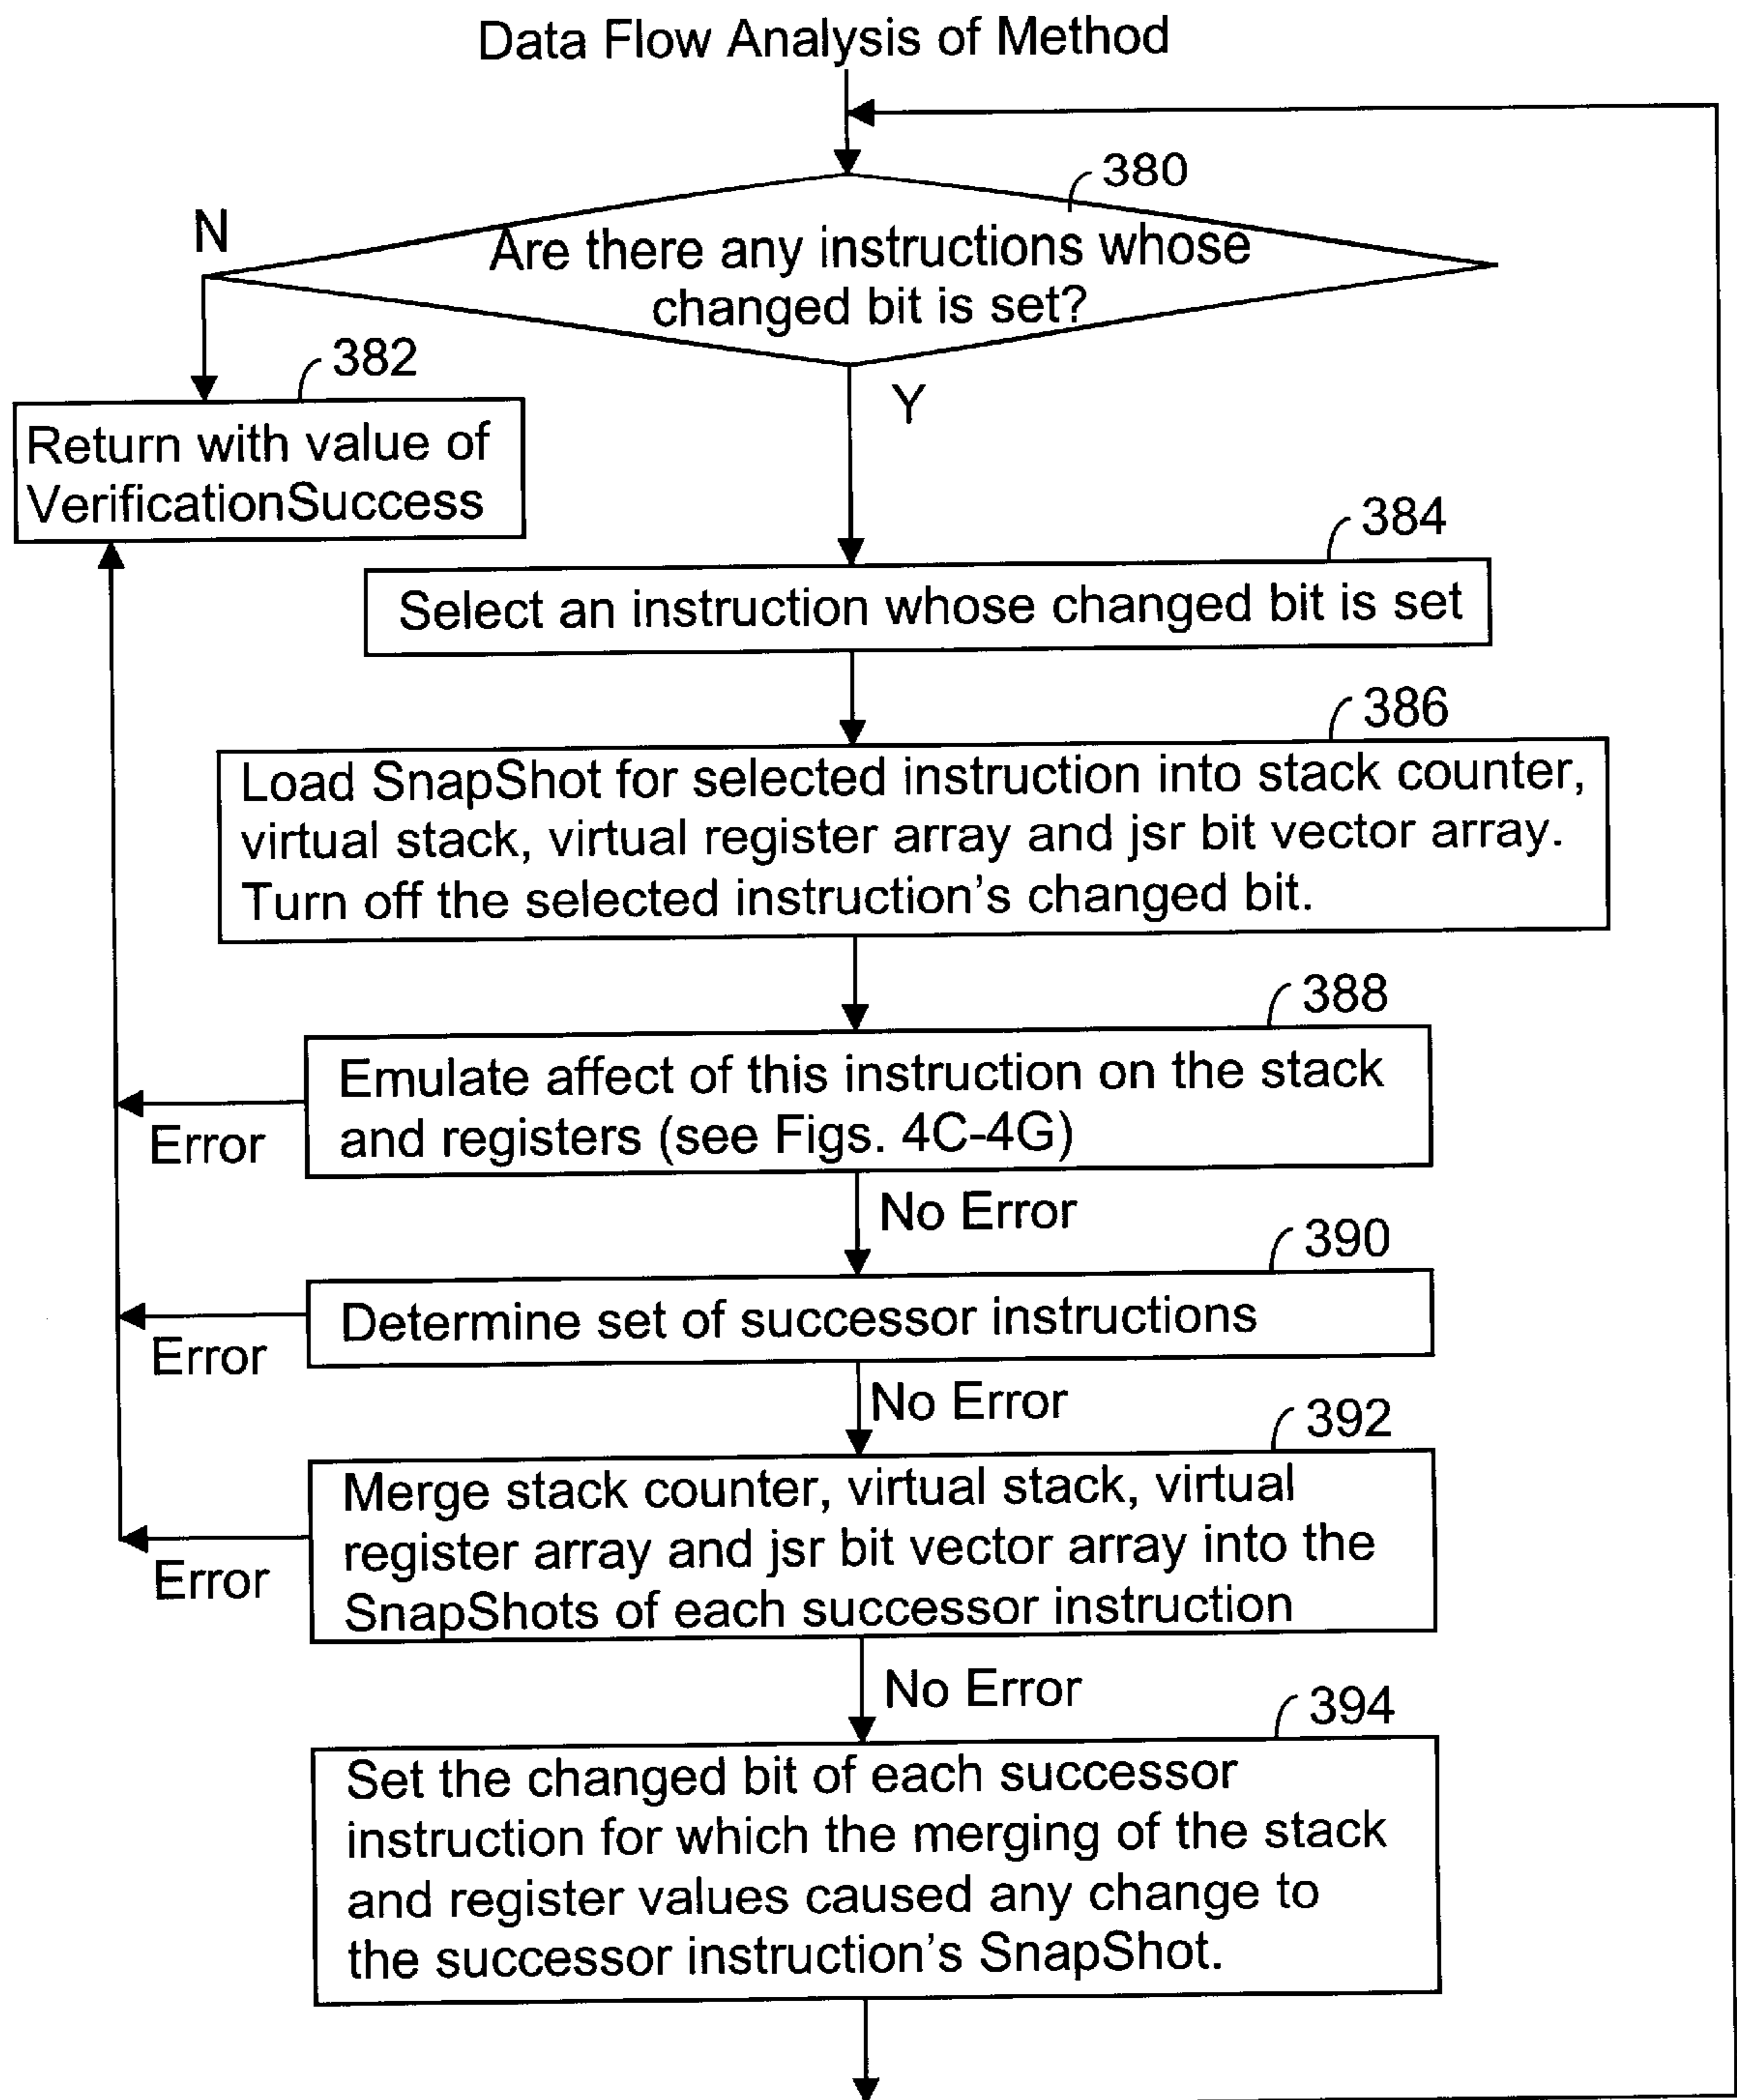 Data Flow Analysis of Method
380
N
Are there any instructions whose
changed bit is set?
382
Y
Return with value of
VerificationSuccess
384
Select an instruction whose changed bit is set
386
Load SnapShot for selected instruction into stack counter,
virtual stack, virtual register array and jsr bit vector array.
Turn off the selected instruction's changed bit.
388
Emulate affect of this instruction on the stack
and registers (see Figs. 4C-4G)
Error
No Error
390
Determine set of successor instructions
Error
No Error
392
Merge stack counter, virtual stack, virtual
register array and jsr bit vector array into the
SnapShots of each successor instruction
Error
No Error
394
Set the changed bit of each successor
instruction for which the merging of the stack
and register values caused any change to
the successor instruction's SnapShot.